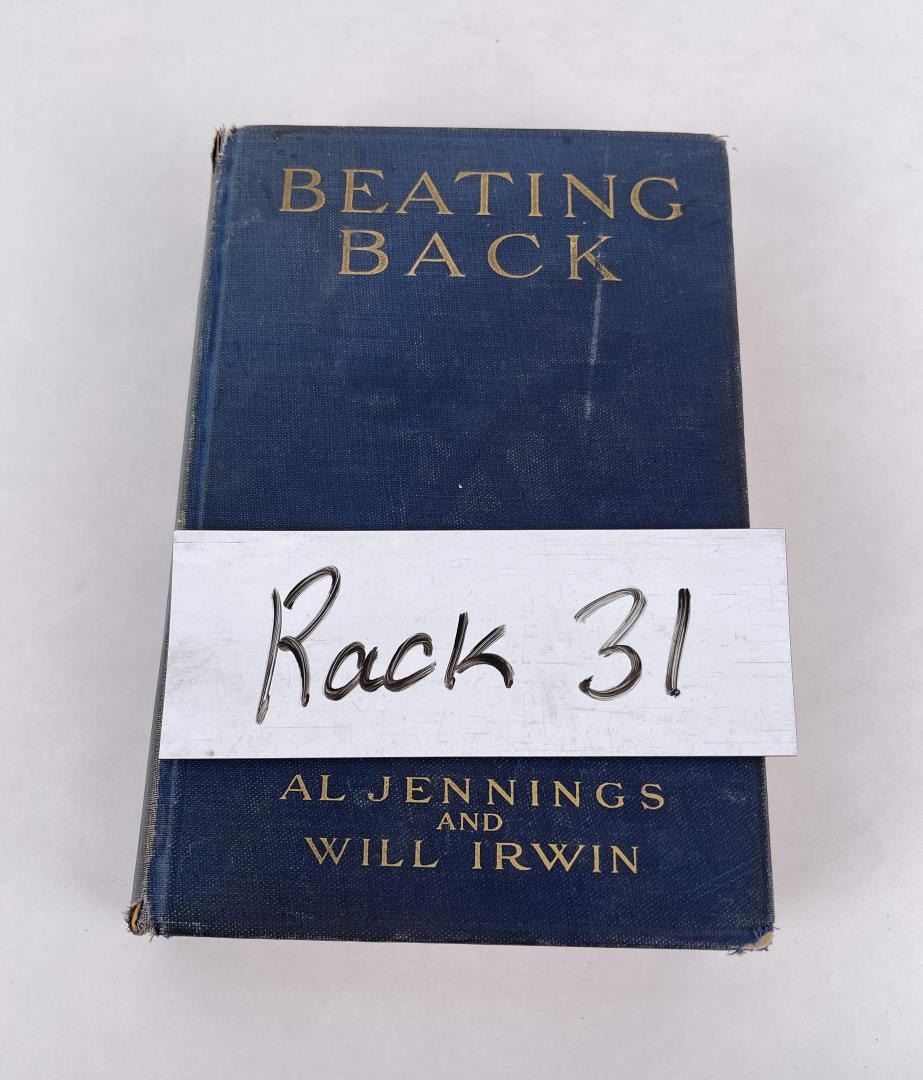 BEATING
BACK
Rack 31
AL JENNINGS
AND
WILL IRWIN